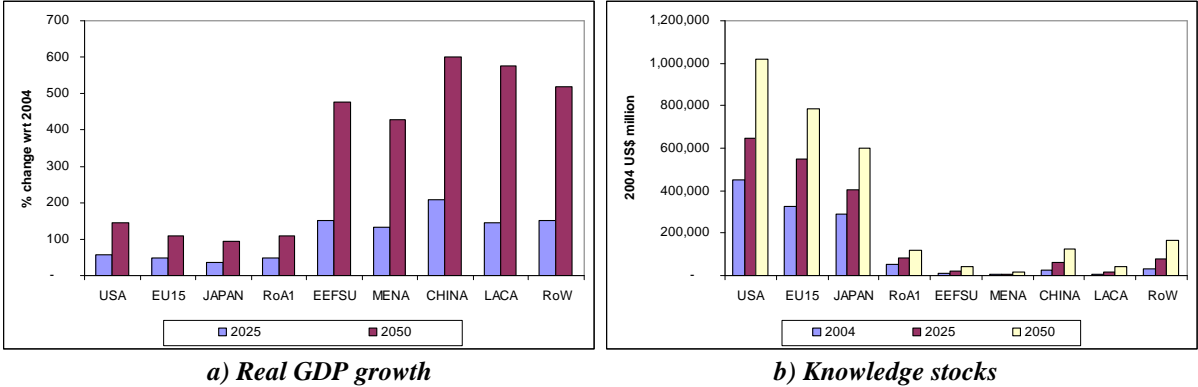 700
600
500
400
300
200
100
-
% change wrt 2004
USA EU15 JAPAN RoA1 EEFSU MENA CHINA LACA RoW
2025 2050
a) Real GDP growth
1,200,000
1,000,000
800,000
600,000
400,000
200,000
-
2004 US$ million
USA EU15 JAPAN RoA1 EEFSU MENA CHINA LACA RoW
2004 2025 2050
b) Knowledge stocks